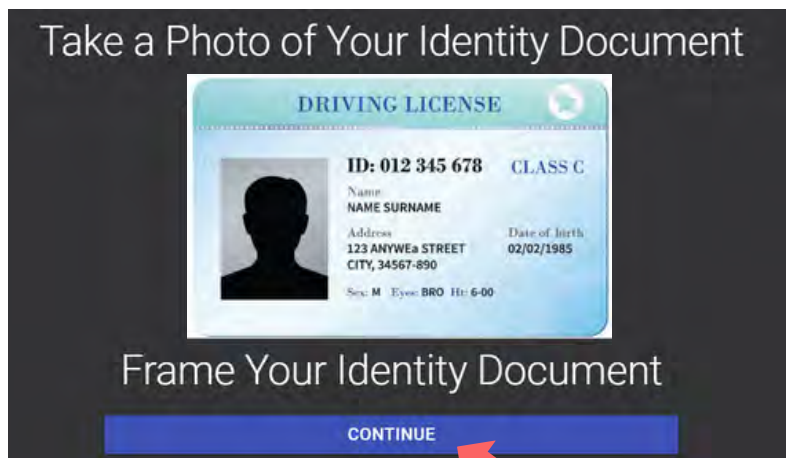 Take a Photo of Your Identity Document
DRIVING LICENSE
ID: 012 345 678 CLASS C
Name
NAME SURNAME
Address Date of birth
123 ANYWEa STREET 02/02/1985
CITY, 34567-890
Sex: M Eyes: BRO Ht: 6-00
Frame Your Identity Document
CONTINUE